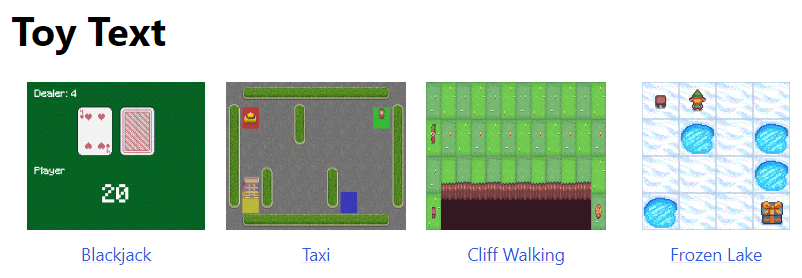 Toy Text
Dealer: 4
Player
20
Blackjack
Taxi
Cliff Walking
Frozen Lake